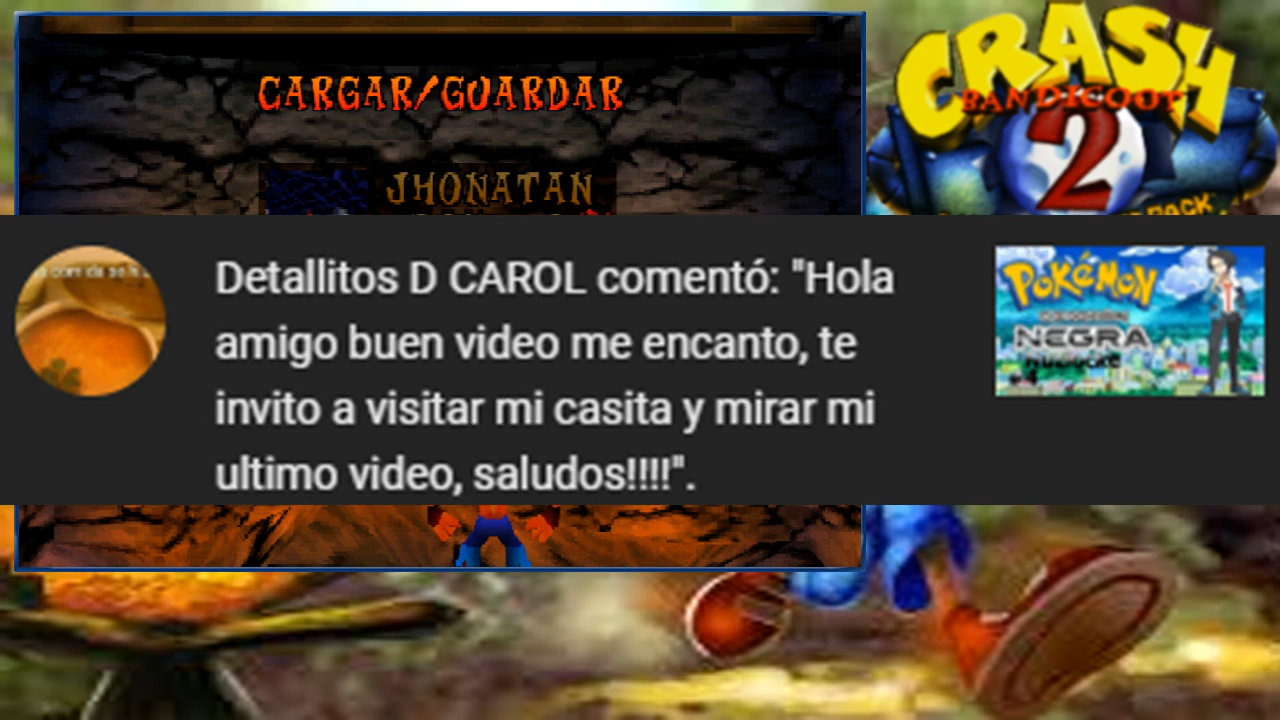 CARGAR/GUARDAR
JHONATAN
CRASH
BANDICOOT
2
PACK
Detallitos D CAROL comentó: "Hola
amigo buen video me encanto, te
invito a visitar mi casita y mirar mi
ultimo video, saludos!!!!".
POKéMON
NEGRA